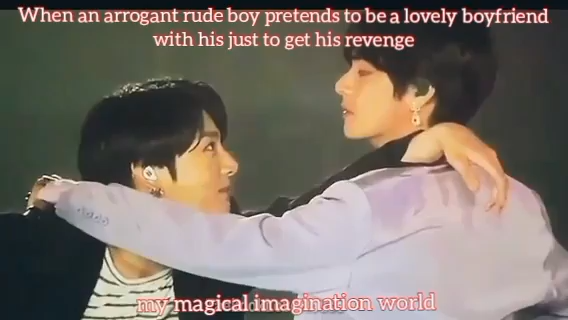 When an arrogant rude boy pretends to be a lovely boyfriend
with his just to get his revenge
my magical imagination world